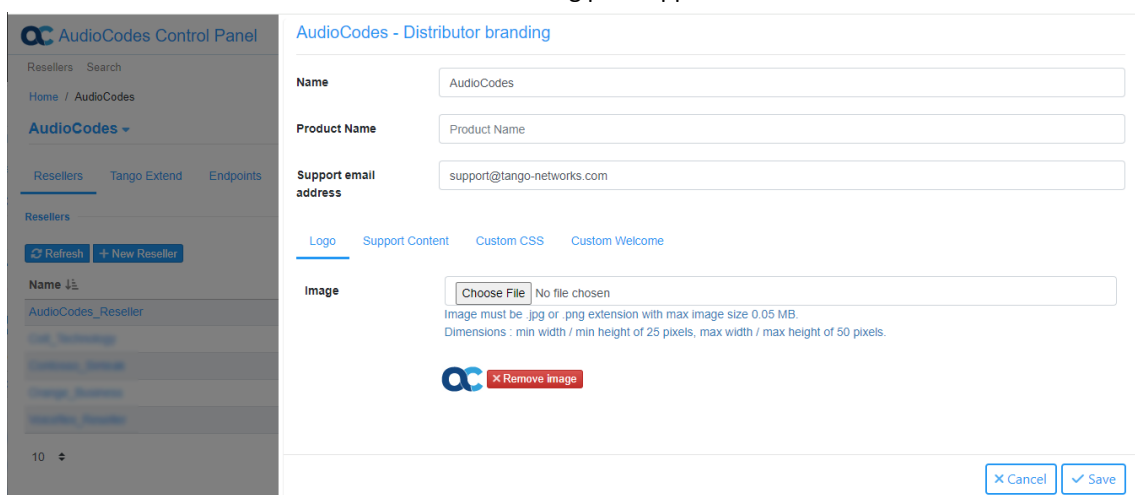 AudioCodes Control Panel
Resellers Search
Home / AudioCodes
AudioCodes
Resellers Tango Extend Endpoints
Resellers
Refresh + New Reseller
Name
AudioCodes_Reseller
10
AudioCodes - Distributor branding
Name
AudioCodes
Product Name
Product Name
Support email
address
support@tango-networks.com
Logo Support Content Custom CSS Custom Welcome
Image
Choose File No file chosen
Image must be .jpg or .png extension with max image size 0.05 MB.
Dimensions : min width / min height of 25 pixels, max width / max height of 50 pixels.
× Remove image
× Cancel ✓ Save